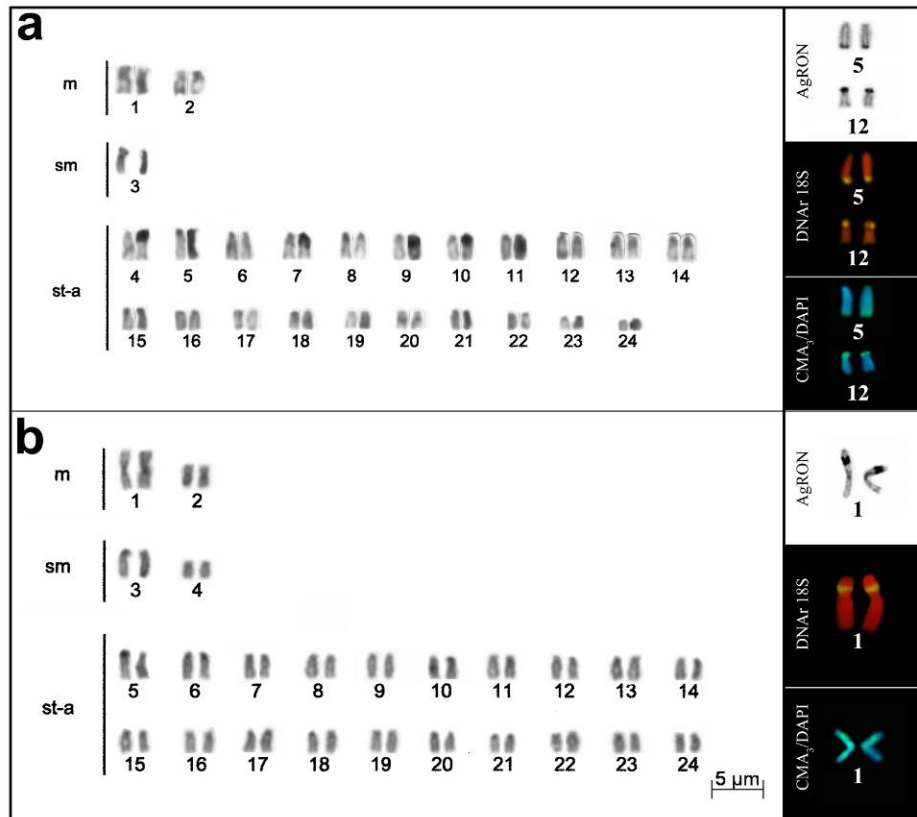 a
m
1 2
sm
3
st-a
4 5 6 7 8 9 10 11 12 13 14
15 16 17 18 19 20 21 22 23 24
AgRON
5
12
DNAr 18S
5
12
CMA₃/DAPI
5
12
b
m
1 2
sm
3 4
st-a
5 6 7 8 9 10 11 12 13 14
15 16 17 18 19 20 21 22 23 24
5 µm
AgRON
1
DNAr 18S
1
CMA₃/DAPI
1